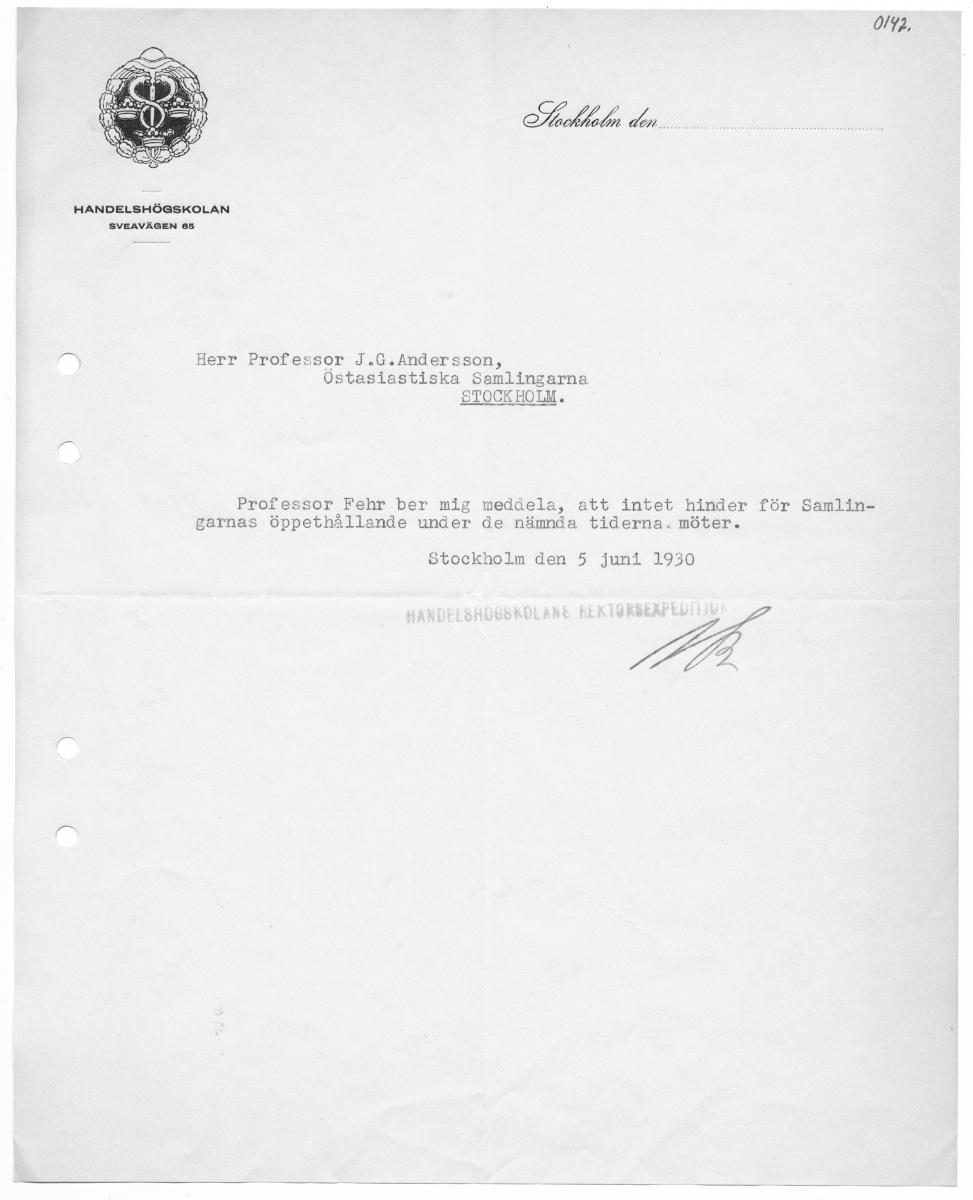 0142.
Stockholm den
HANDELSHÖGSKOLAN
SVEAVÄGEN 65
Herr Professor J.G.Andersson,
Östasiastiska Samlingarna
STOCKHOLM.
Professor Fehr ber mig meddela, att intet hinder för Samlin-
garnas öppethållande under de nämnda tiderna. möter.
Stockholm den 5 juni 1930
HANDELSHÖGSKOLANS REKTORSEXPEDITION